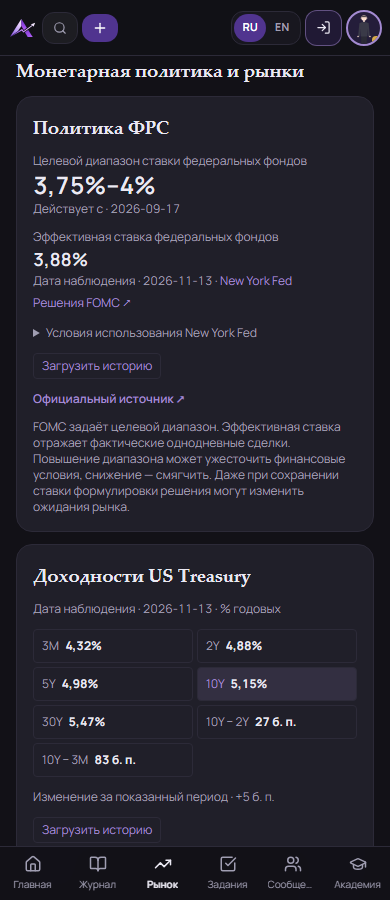 RU EN
Монетарная политика и рынки
Политика ФРС
Целевой диапазон ставки федеральных фондов
3,75%–4%
Действует с · 2026-09-17
Эффективная ставка федеральных фондов
3,88%
Дата наблюдения · 2026-11-13 · New York Fed
Решения FOMC ↗
▶ Условия использования New York Fed
Загрузить историю
Официальный источник ↗
FOMC задаёт целевой диапазон. Эффективная ставка
отражает фактические однодневные сделки.
Повышение диапазона может ужесточить финансовые
условия, снижение — смягчить. Даже при сохранении
ставки формулировки решения могут изменить
ожидания рынка.
Доходности US Treasury
Дата наблюдения · 2026-11-13 · % годовых
3M 4,32% 2Y 4,88%
5Y 4,98% 10Y 5,15%
30Y 5,47% 10Y − 2Y 27 б. п.
10Y − 3M 83 б. п.
Изменение за показанный период · +5 б. п.
Загрузить историю
Главная Журнал Рынок Задания Сообще... Академия